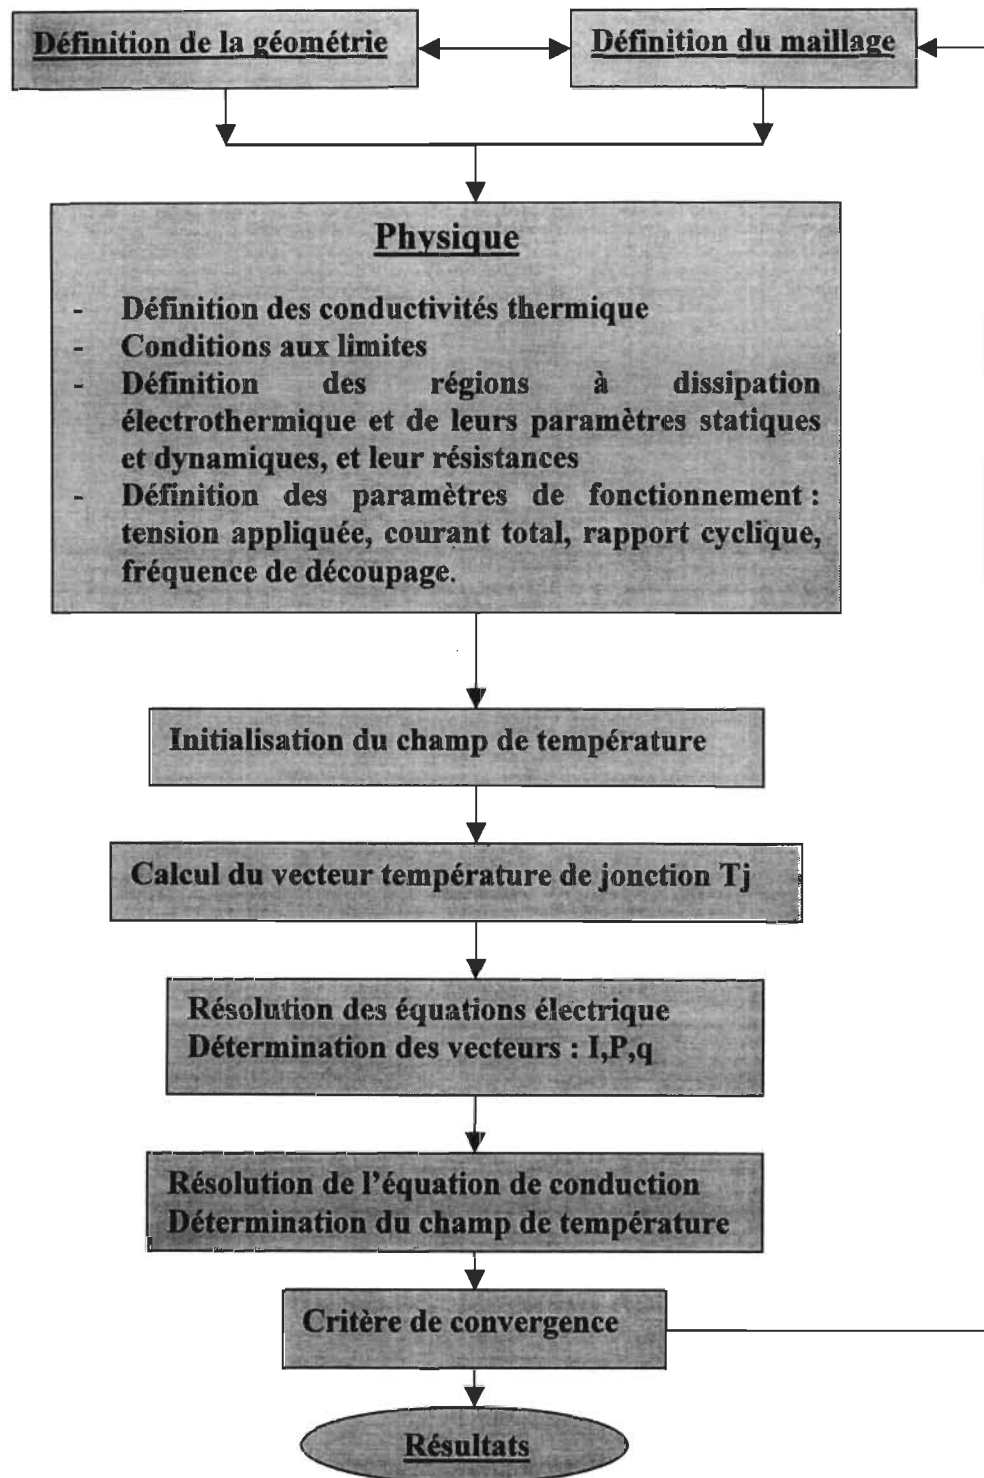 Définition de la géométrie
Définition du maillage
Physique
- Définition des conductivités thermique
- Conditions aux limites
- Définition des régions à dissipation
électrothermique et de leurs paramètres statiques
et dynamiques, et leur résistances
- Définition des paramètres de fonctionnement :
tension appliquée, courant total, rapport cyclique,
fréquence de découpage.
Initialisation du champ de température
Calcul du vecteur température de jonction Tj
Résolution des équations électrique
Détermination des vecteurs : I,P,q
Résolution de l'équation de conduction
Détermination du champ de température
Critère de convergence
Résultats